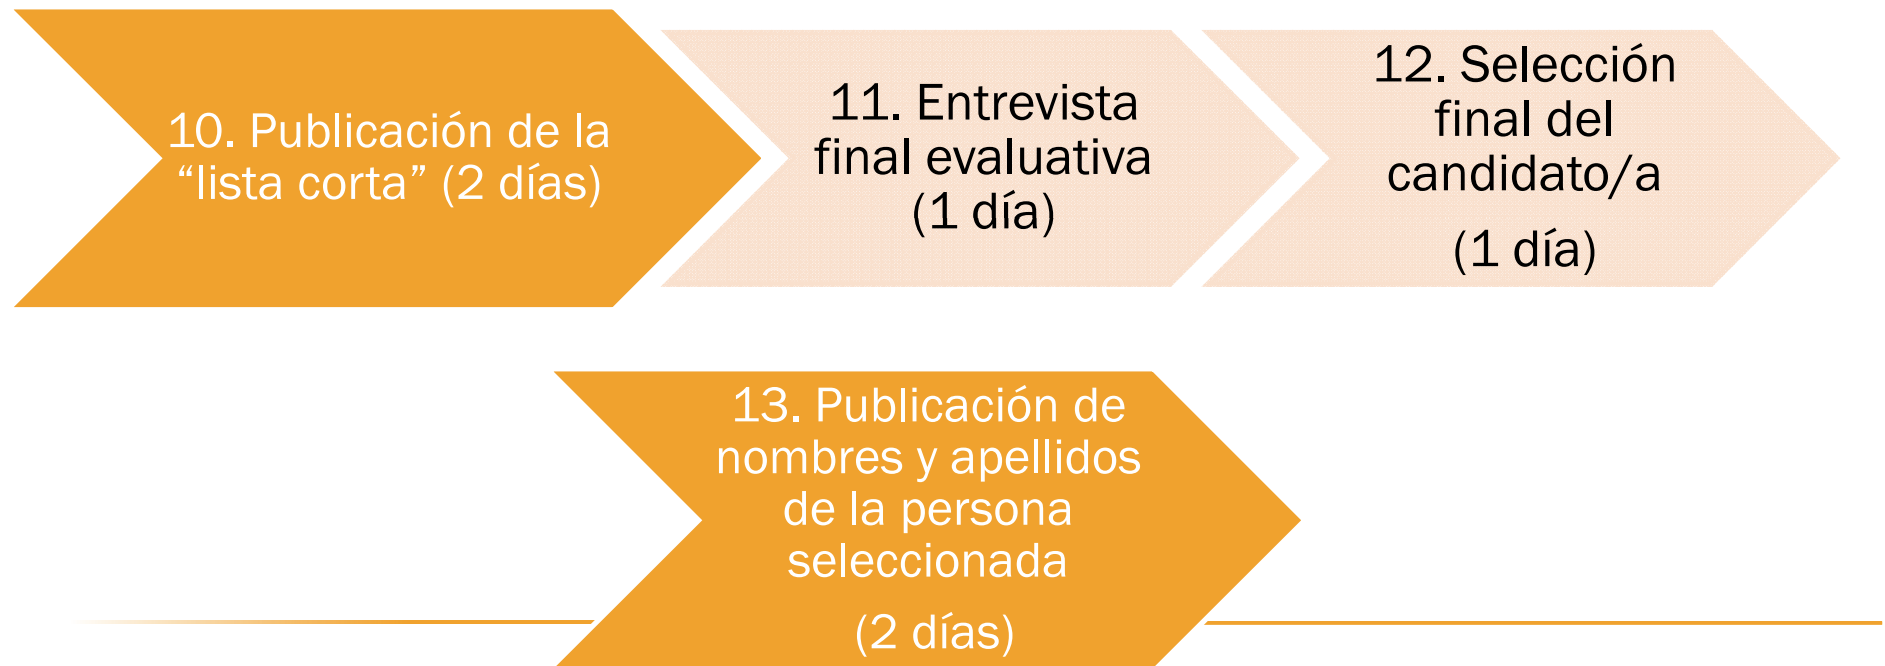 10. Publicación de la
“lista corta” (2 días)
11. Entrevista
final evaluativa
(1 día)
12. Selección
final del
candidato/a
(1 día)
13. Publicación de
nombres y apellidos
de la persona
seleccionada
(2 días)